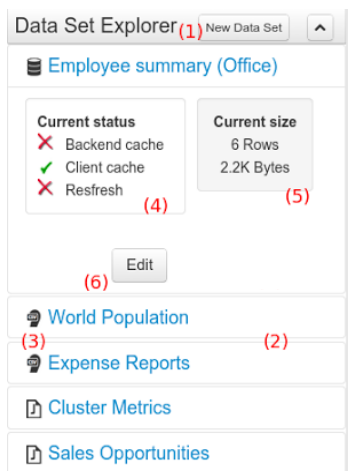 Data Set Explorer (1) New Data Set
Employee summary (Office)
Current status
Backend cache
Client cache
Resfresh
(4)
Current size
6 Rows
2.2K Bytes
(5)
Edit
(6)
World Population
(3) (2)
Expense Reports
Cluster Metrics
Sales Opportunities